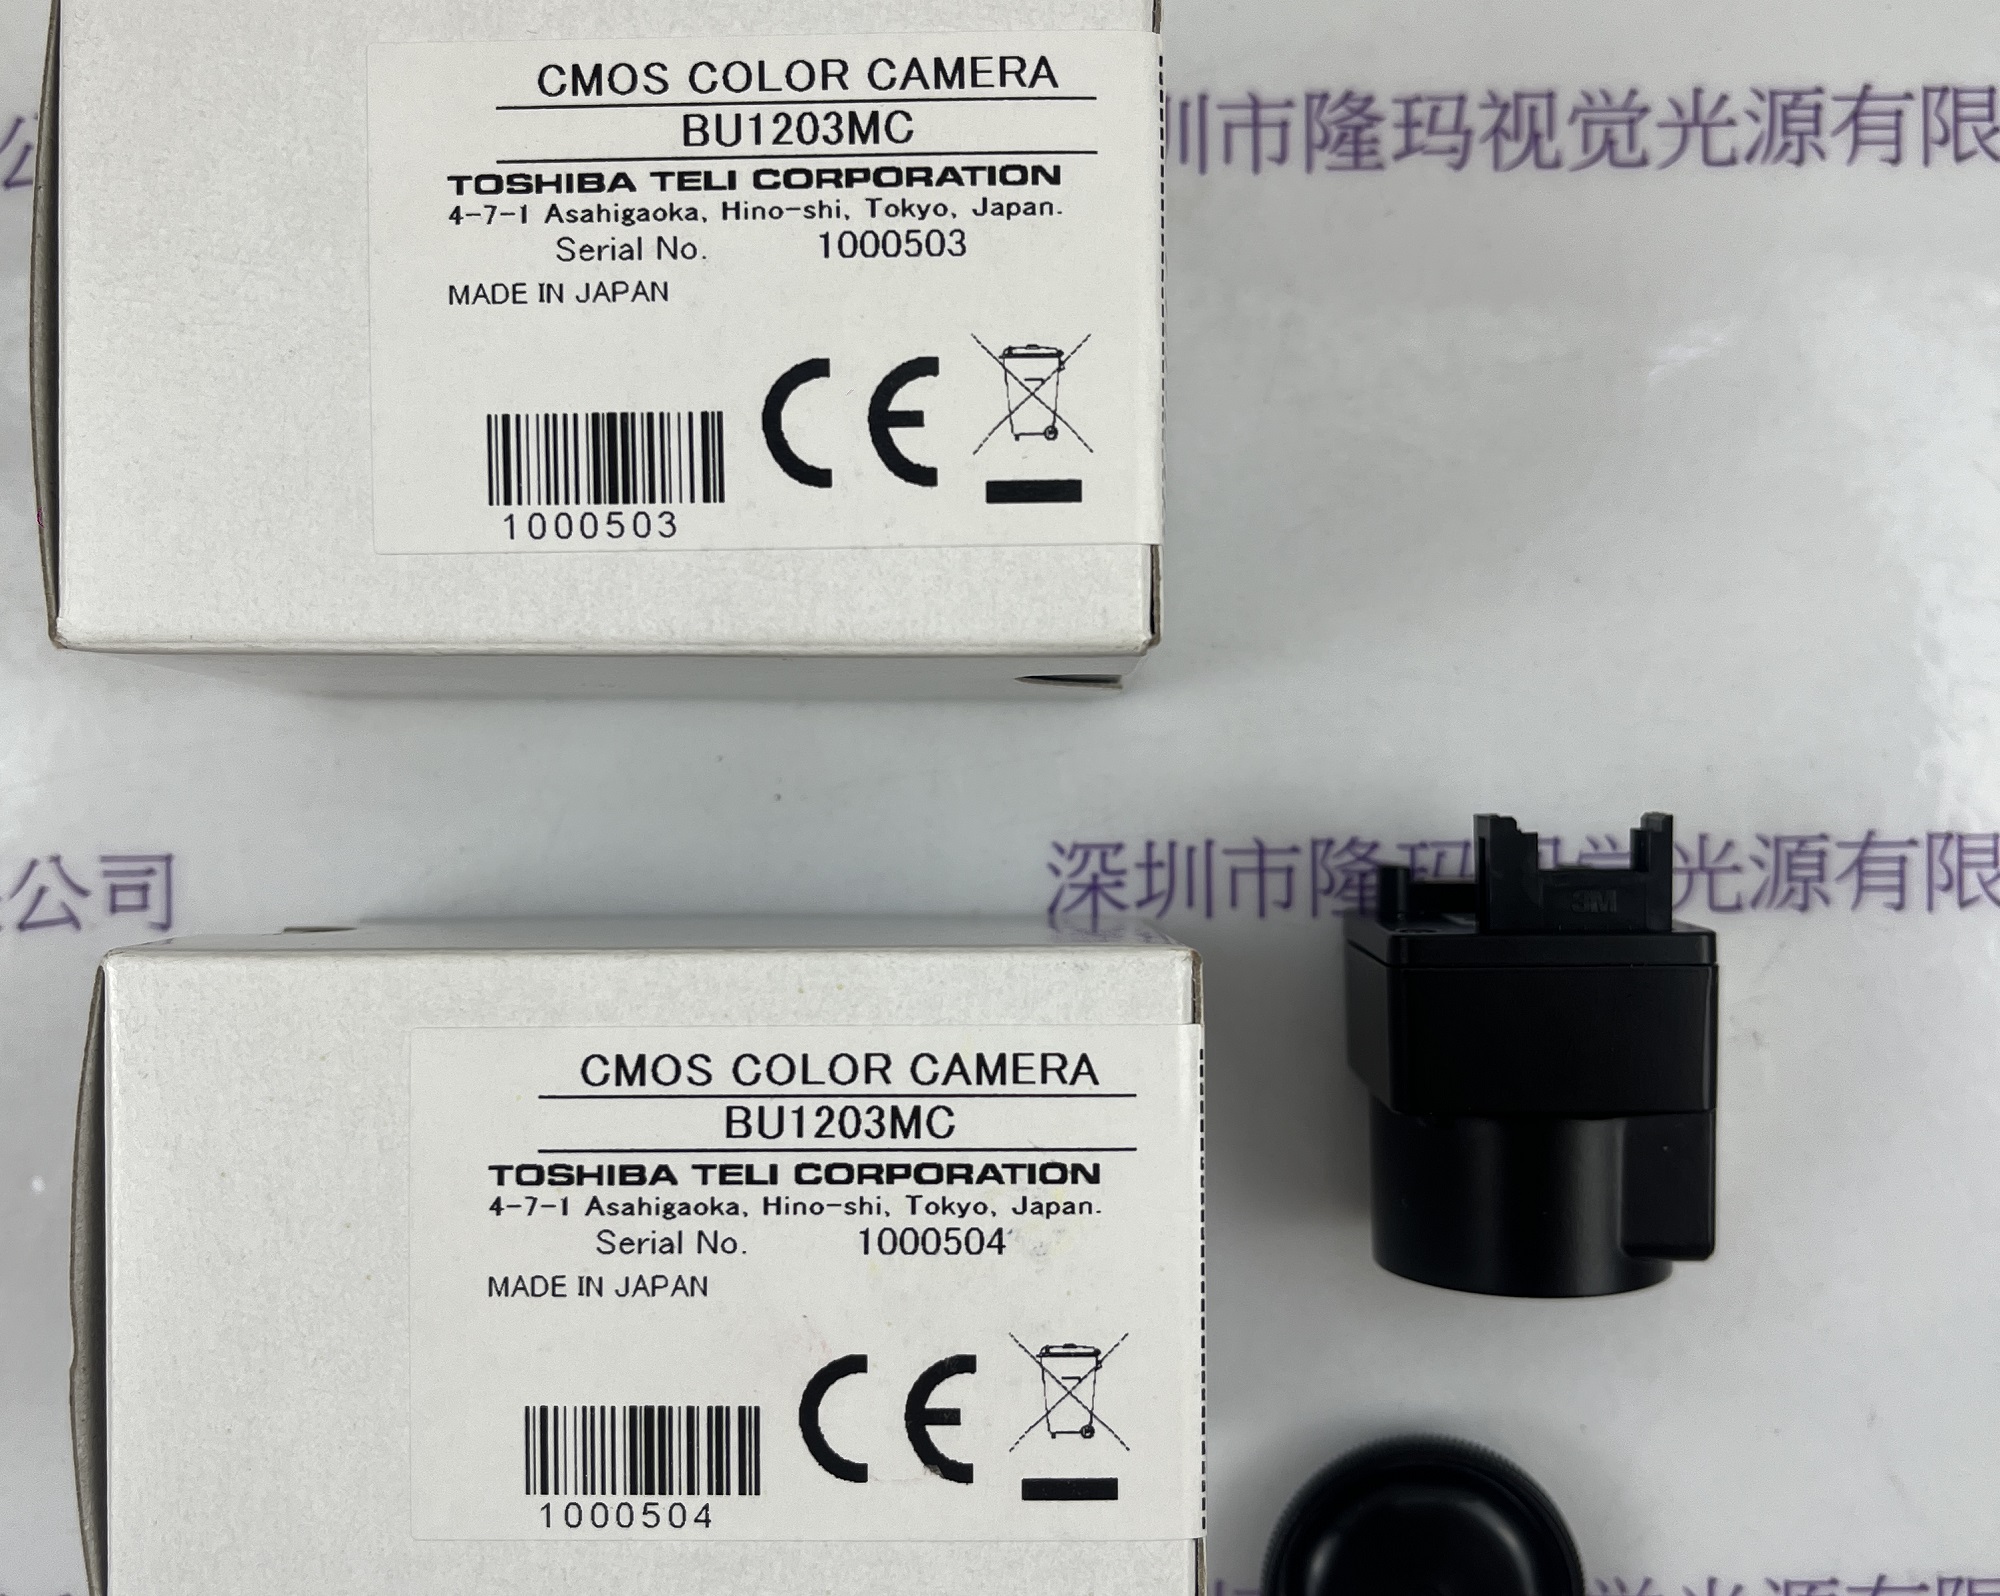 CMOS COLOR CAMERA
BU1203MC
TOSHIBA TELI CORPORATION
4-7-1 Asahigaoka, Hino-shi, Tokyo, Japan.
Serial No. 1000503
MADE IN JAPAN
CE
1000503
圳市隆玛视觉光源有限
公司
深圳市隆玛视觉光源有限
3M
CMOS COLOR CAMERA
BU1203MC
TOSHIBA TELI CORPORATION
4-7-1 Asahigaoka, Hino-shi, Tokyo, Japan.
Serial No. 1000504
MADE IN JAPAN
CE
1000504